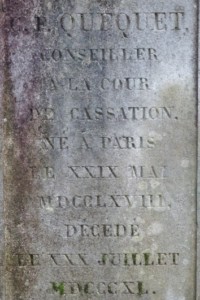 C. F. QUEQUET,
CONSEILLER
À LA COUR
DE CASSATION,
NÉ À PARIS
LE XXIX MAI
MDCCLXVIII,
DÉCÉDÉ
LE XXX JUILLET
MDCCCXL.